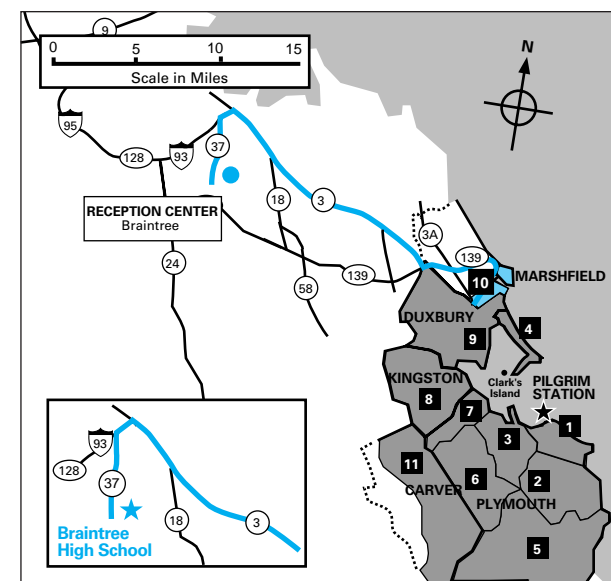 9
0 5 10 15
Scale in Miles
N
95
128
93
37
18
3
3A
139
RECEPTION CENTER
Braintree
24
58
139
10
MARSHFIELD
DUXBURY
9
4
KINGSTON
8
Clark's
Island
PILGRIM
STATION
7
3
1
11
CARVER
6
2
PLYMOUTH
5
93
128
37
18
3
Braintree
High School